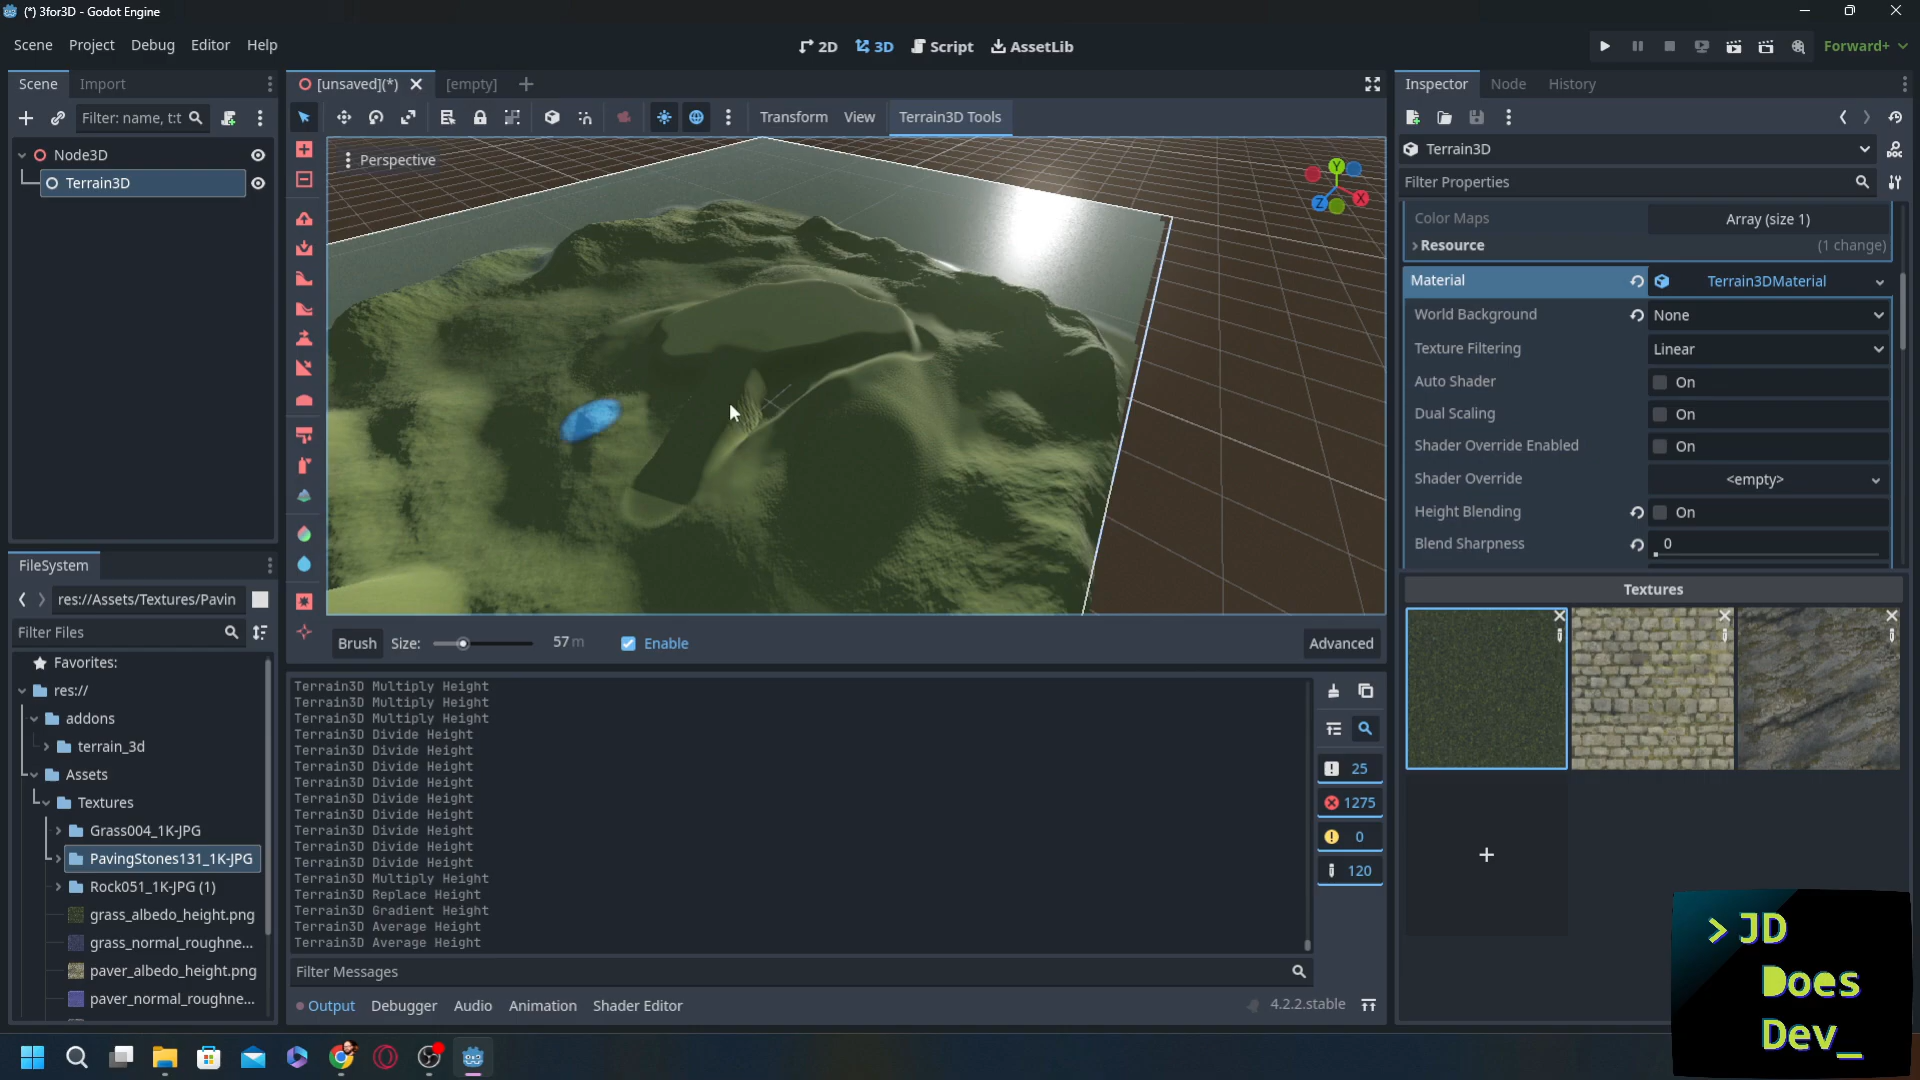 (*) 3for3D - Godot Engine
Scene Project Debug Editor Help
2D 3D Script AssetLib
Forward+
Scene Import
[unsaved](*) [empty]
Inspector Node History
Filter: name, t:t
Transform View Terrain3D Tools
Node3D
Terrain3D
Perspective
Y
X
Z
Terrain3D
Filter Properties
Color Maps Array (size 1)
Resource (1 change)
Material Terrain3DMaterial
World Background None
Texture Filtering Linear
Auto Shader On
Dual Scaling On
Shader Override Enabled On
Shader Override <empty>
Height Blending On
Blend Sharpness 0
Textures
Brush Size: 57 m Enable Advanced
FileSystem
res://Assets/Textures/Pavin
Filter Files
Favorites:
res://
addons
terrain_3d
Assets
Textures
Grass004_1K-JPG
PavingStones131_1K-JPG
Rock051_1K-JPG (1)
grass_albedo_height.png
grass_normal_roughne...
paver_albedo_height.png
paver_normal_roughne...
Terrain3D Multiply Height
Terrain3D Multiply Height
Terrain3D Multiply Height
Terrain3D Divide Height
Terrain3D Divide Height
Terrain3D Divide Height
Terrain3D Divide Height
Terrain3D Divide Height
Terrain3D Divide Height
Terrain3D Divide Height
Terrain3D Divide Height
Terrain3D Divide Height
Terrain3D Multiply Height
Terrain3D Replace Height
Terrain3D Gradient Height
Terrain3D Average Height
Terrain3D Average Height
25
1275
0
120
Filter Messages
Output Debugger Audio Animation Shader Editor
4.2.2.stable
> JD
Does
Dev_